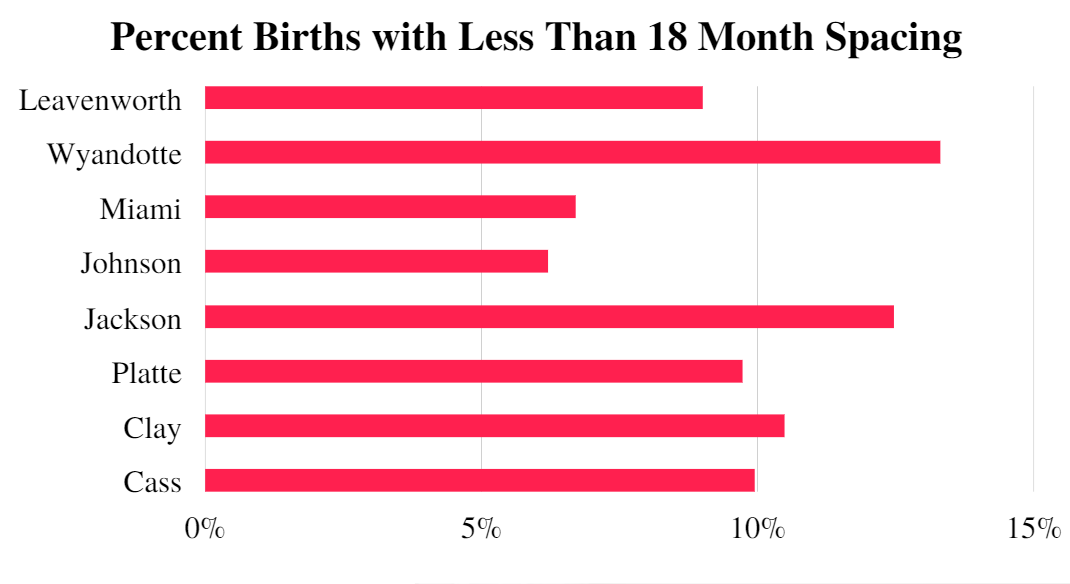 Percent Births with Less Than 18 Month Spacing
Leavenworth
Wyandotte
Miami
Johnson
Jackson
Platte
Clay
Cass
0% 5% 10% 15%